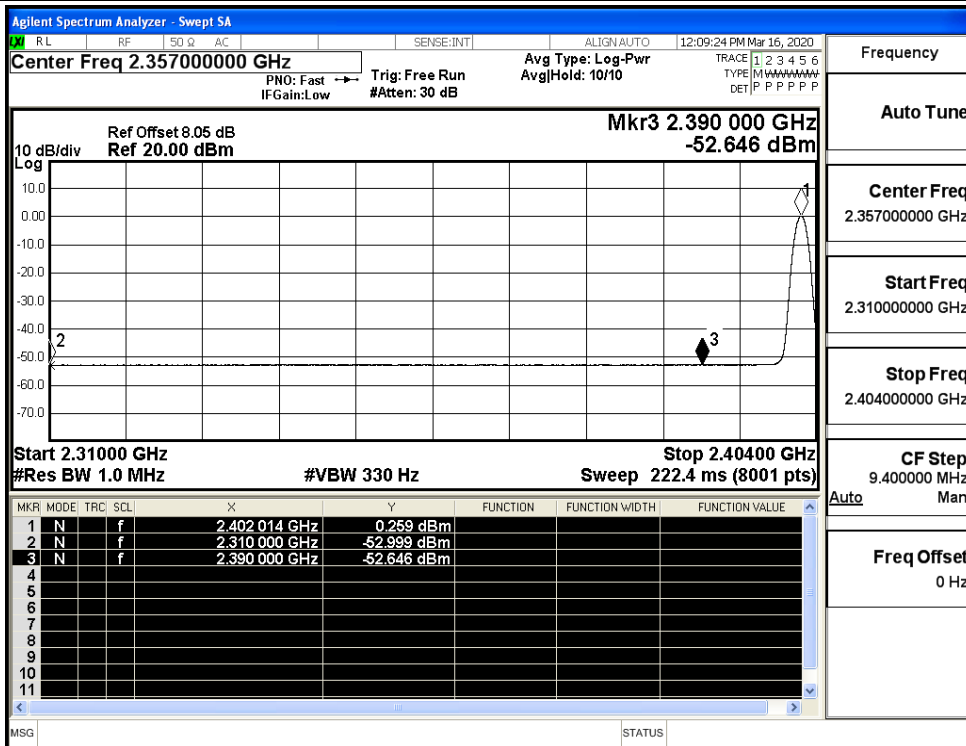 Agilent Spectrum Analyzer - Swept SA
LXI RL RF 50 Ω AC SENSE:INT ALIGN AUTO 12:09:24 PM Mar 16, 2020
Center Freq 2.357000000 GHz
PNO: Fast
IFGain:Low
Trig: Free Run
#Atten: 30 dB
Avg Type: Log-Pwr
Avg|Hold: 10/10
TRACE 1 2 3 4 5 6
TYPE M WWWWW
DET P P P P P P
Ref Offset 8.05 dB
10 dB/div Ref 20.00 dBm
Log
Mkr3 2.390 000 GHz
-52.646 dBm
10.0
0.00
-10.0
-20.0
-30.0
-40.0
-50.0
-60.0
-70.0
1
2
3
Start 2.31000 GHz Stop 2.40400 GHz
#Res BW 1.0 MHz #VBW 330 Hz Sweep 222.4 ms (8001 pts)
MKR MODE TRC SCL X Y FUNCTION FUNCTION WIDTH FUNCTION VALUE
1 N f 2.402 014 GHz 0.259 dBm
2 N f 2.310 000 GHz -52.999 dBm
3 N f 2.390 000 GHz -52.646 dBm
4
5
6
7
8
9
10
11
MSG STATUS
Frequency
Auto Tune
Center Freq
2.357000000 GHz
Start Freq
2.310000000 GHz
Stop Freq
2.404000000 GHz
CF Step
9.400000 MHz
Auto Man
Freq Offset
0 Hz